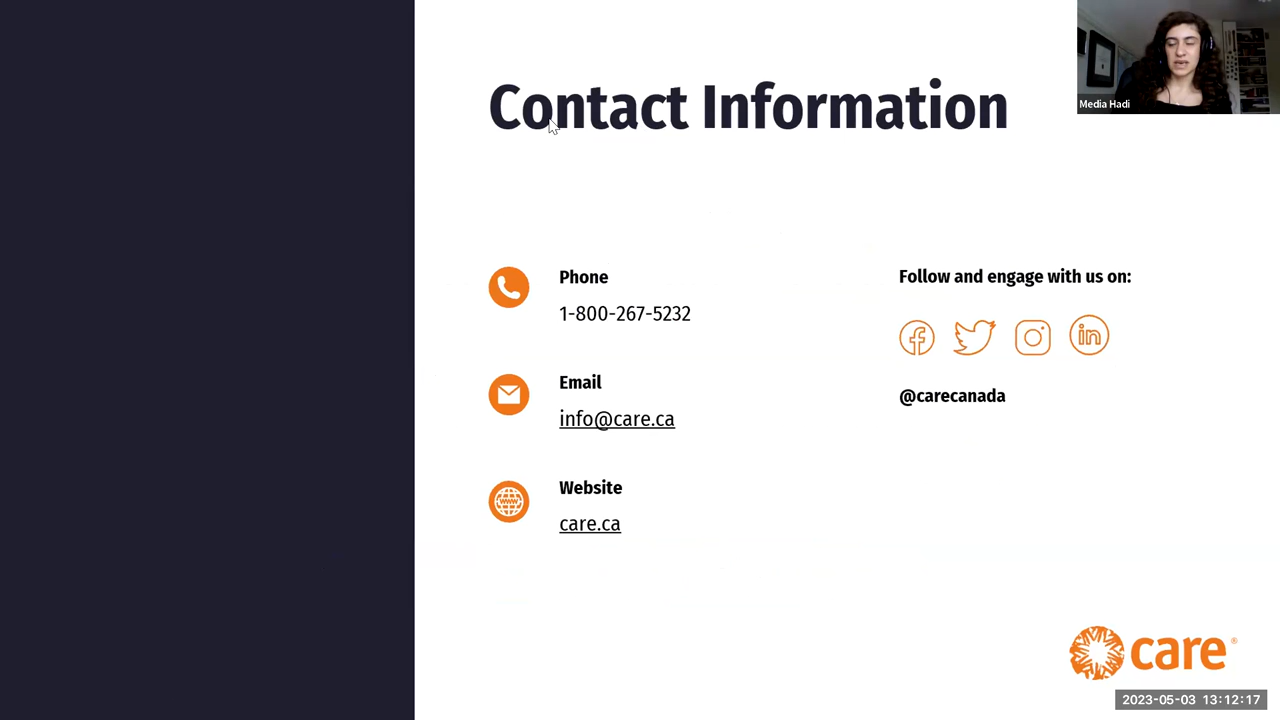 Contact Information
Media Hadi
Phone
1-800-267-5232
Email
info@care.ca
Website
care.ca
Follow and engage with us on:
@carecanada
care®
2023-05-03 13:12:17